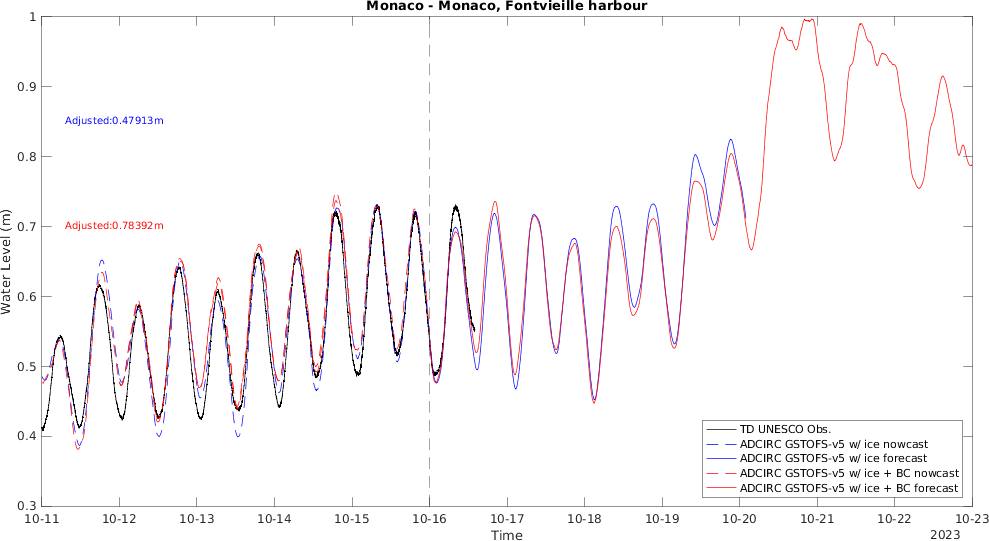 Monaco - Monaco, Fontvieille harbour
1
0.9
0.8
0.7
0.6
0.5
0.4
0.3
Water Level (m)
Adjusted:0.47913m
Adjusted:0.78392m
TD UNESCO Obs.
ADCIRC GSTOFS-v5 w/ ice nowcast
ADCIRC GSTOFS-v5 w/ ice forecast
ADCIRC GSTOFS-v5 w/ ice + BC nowcast
ADCIRC GSTOFS-v5 w/ ice + BC forecast
10-11 10-12 10-13 10-14 10-15 10-16 10-17 10-18 10-19 10-20 10-21 10-22 10-23
Time
2023